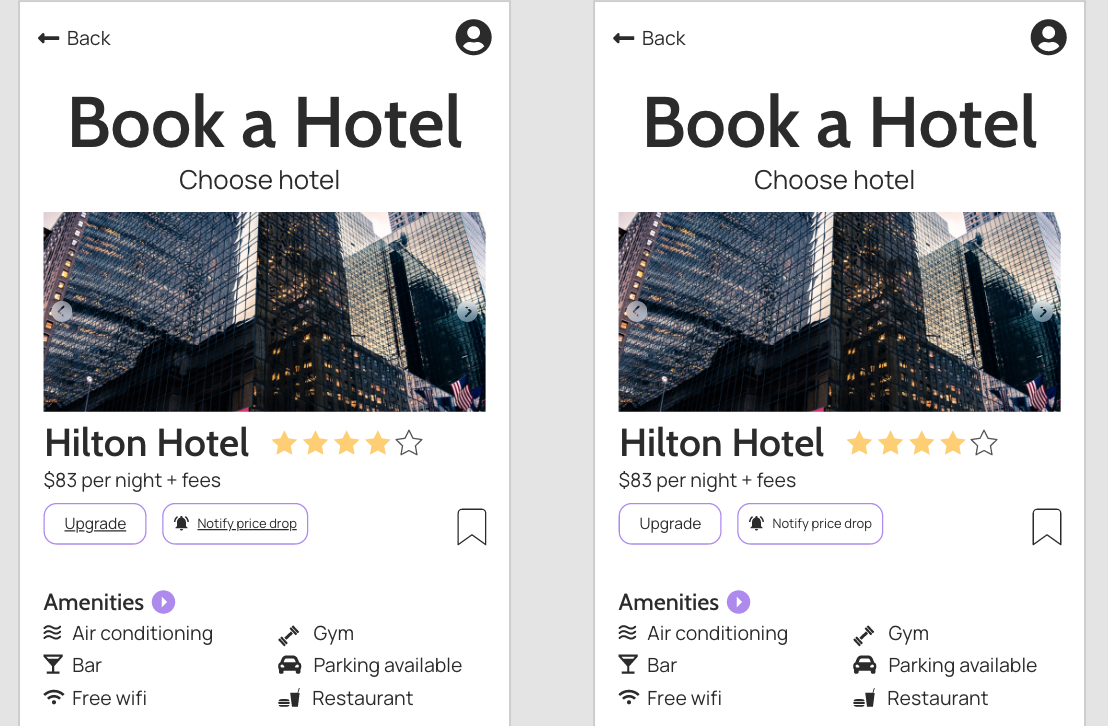 Back
Book a Hotel
Choose hotel
Hilton Hotel
$83 per night + fees
Upgrade
Notify price drop
Amenities
Air conditioning
Gym
Bar
Parking available
Free wifi
Restaurant
Back
Book a Hotel
Choose hotel
Hilton Hotel
$83 per night + fees
Upgrade
Notify price drop
Amenities
Air conditioning
Gym
Bar
Parking available
Free wifi
Restaurant